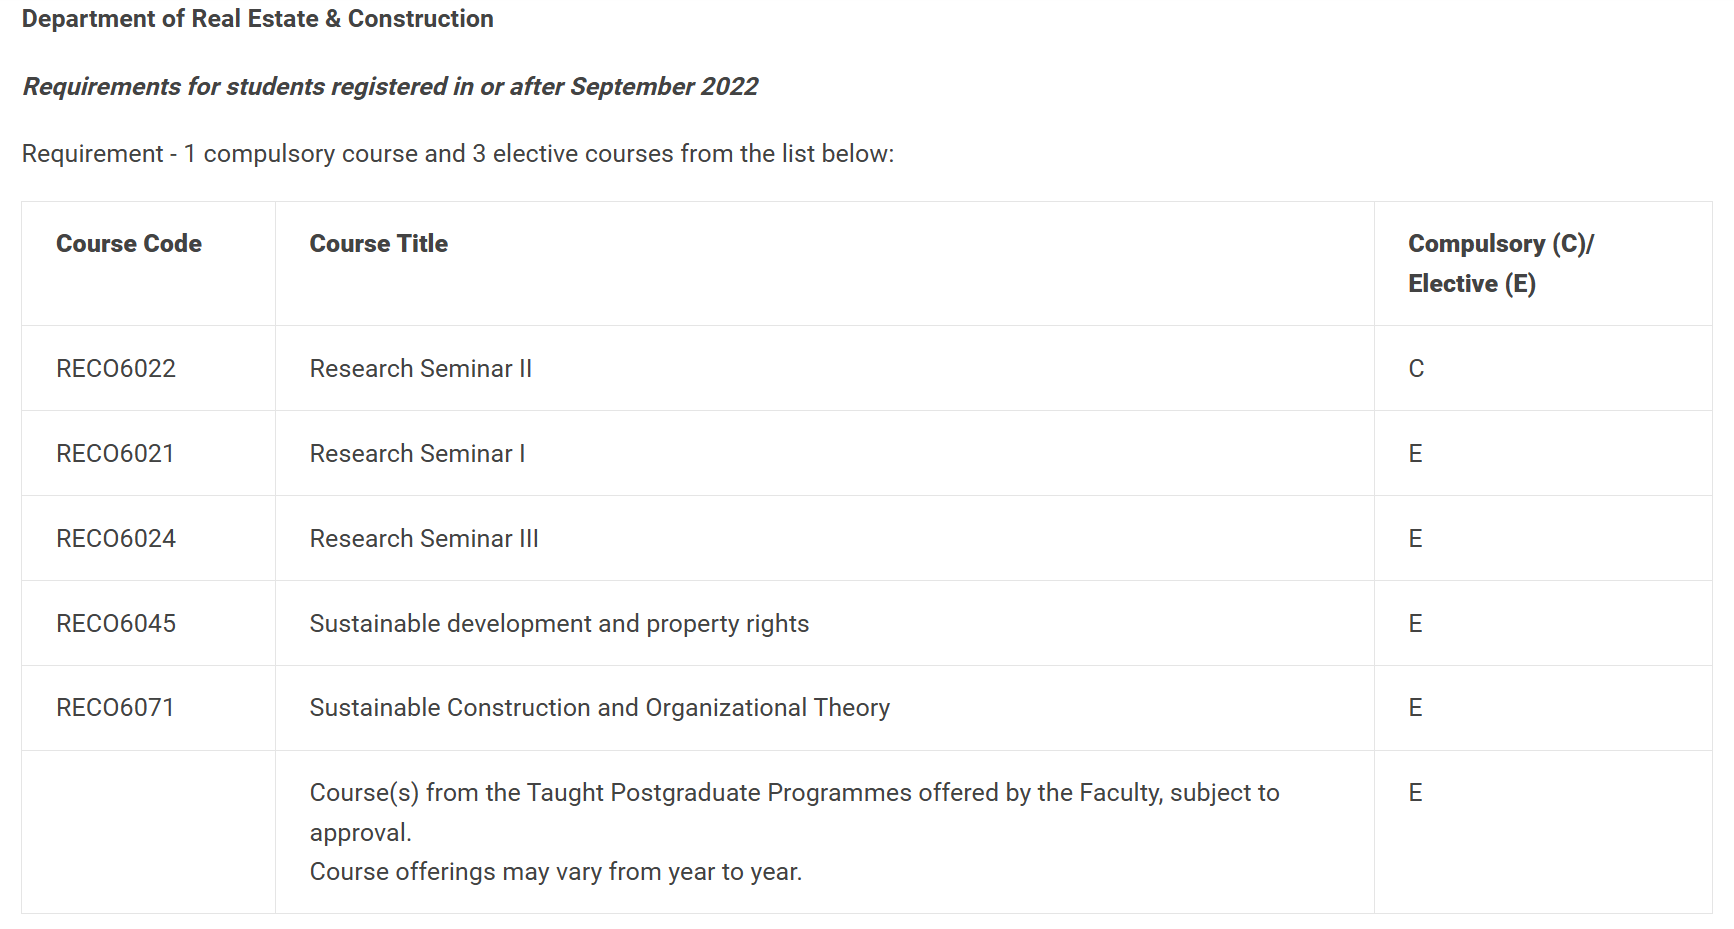 Department of Real Estate & Construction
Requirements for students registered in or after September 2022
Requirement - 1 compulsory course and 3 elective courses from the list below:
Course Code Course Title Compulsory (C)/
Elective (E)
RECO6022 Research Seminar II C
RECO6021 Research Seminar I E
RECO6024 Research Seminar III E
RECO6045 Sustainable development and property rights E
RECO6071 Sustainable Construction and Organizational Theory E
Course(s) from the Taught Postgraduate Programmes offered by the Faculty, subject to E
approval.
Course offerings may vary from year to year.